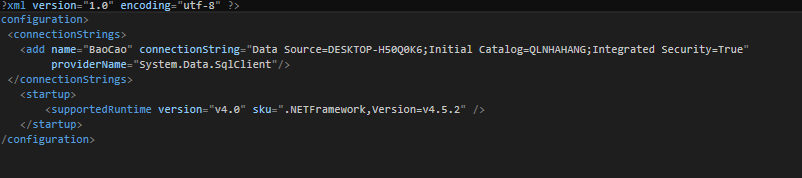 ?xml version="1.0" encoding="utf-8" ?>
configuration>
<connectionStrings>
<add name="BaoCao" connectionString="Data Source=DESKTOP-H50Q0K6;Initial Catalog=QLNHAHANG;Integrated Security=True"
providerName="System.Data.SqlClient"/>
</connectionStrings>
<startup>
<supportedRuntime version="v4.0" sku=".NETFramework,Version=v4.5.2" />
</startup>
/configuration>